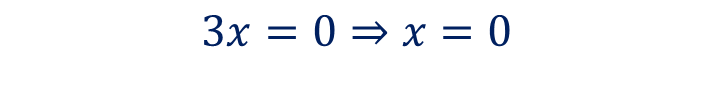 3x = 0 ⇒ x = 0